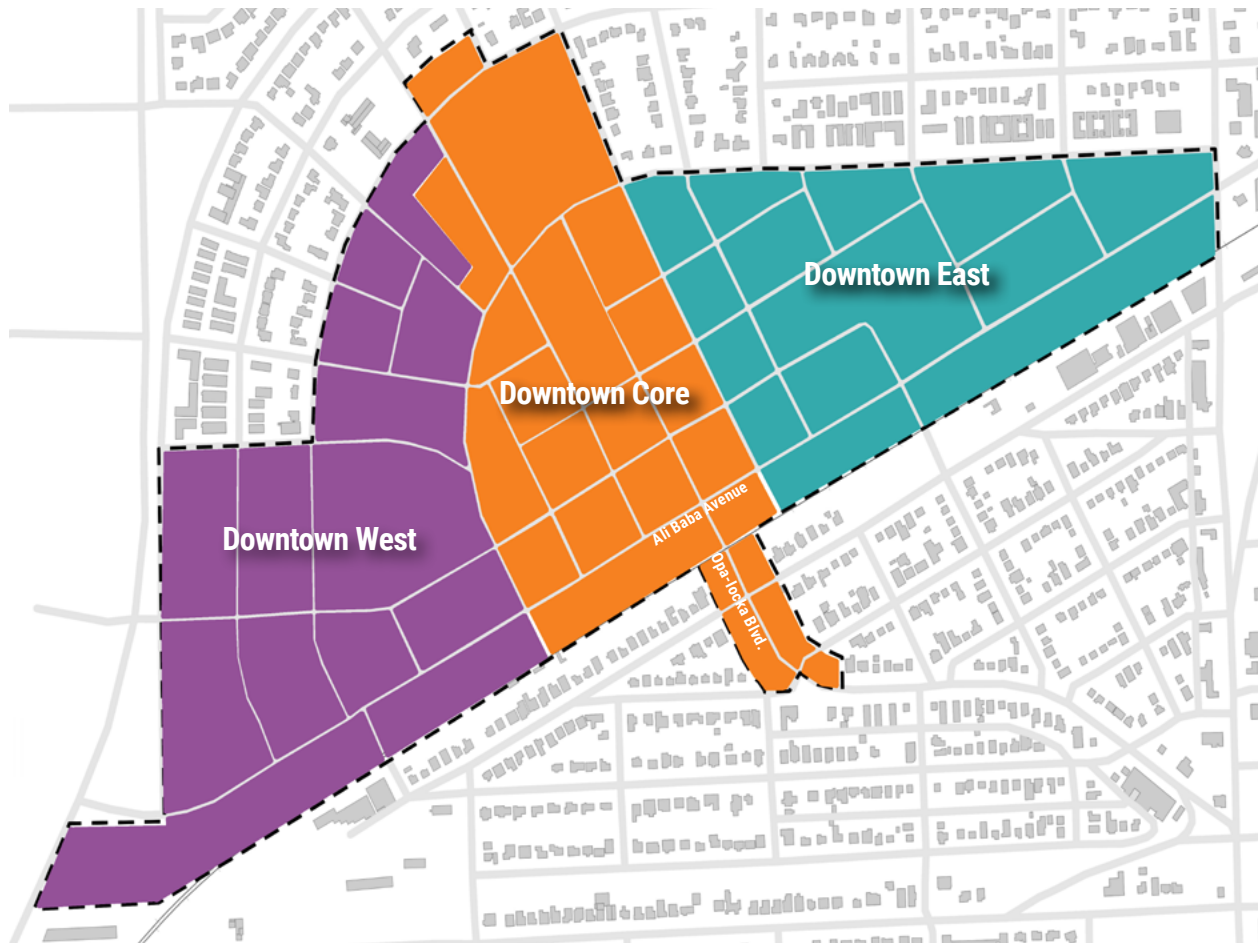 Downtown East
Downtown Core
Ali Baba Avenue
Downtown West
Opa-locka Blvd.